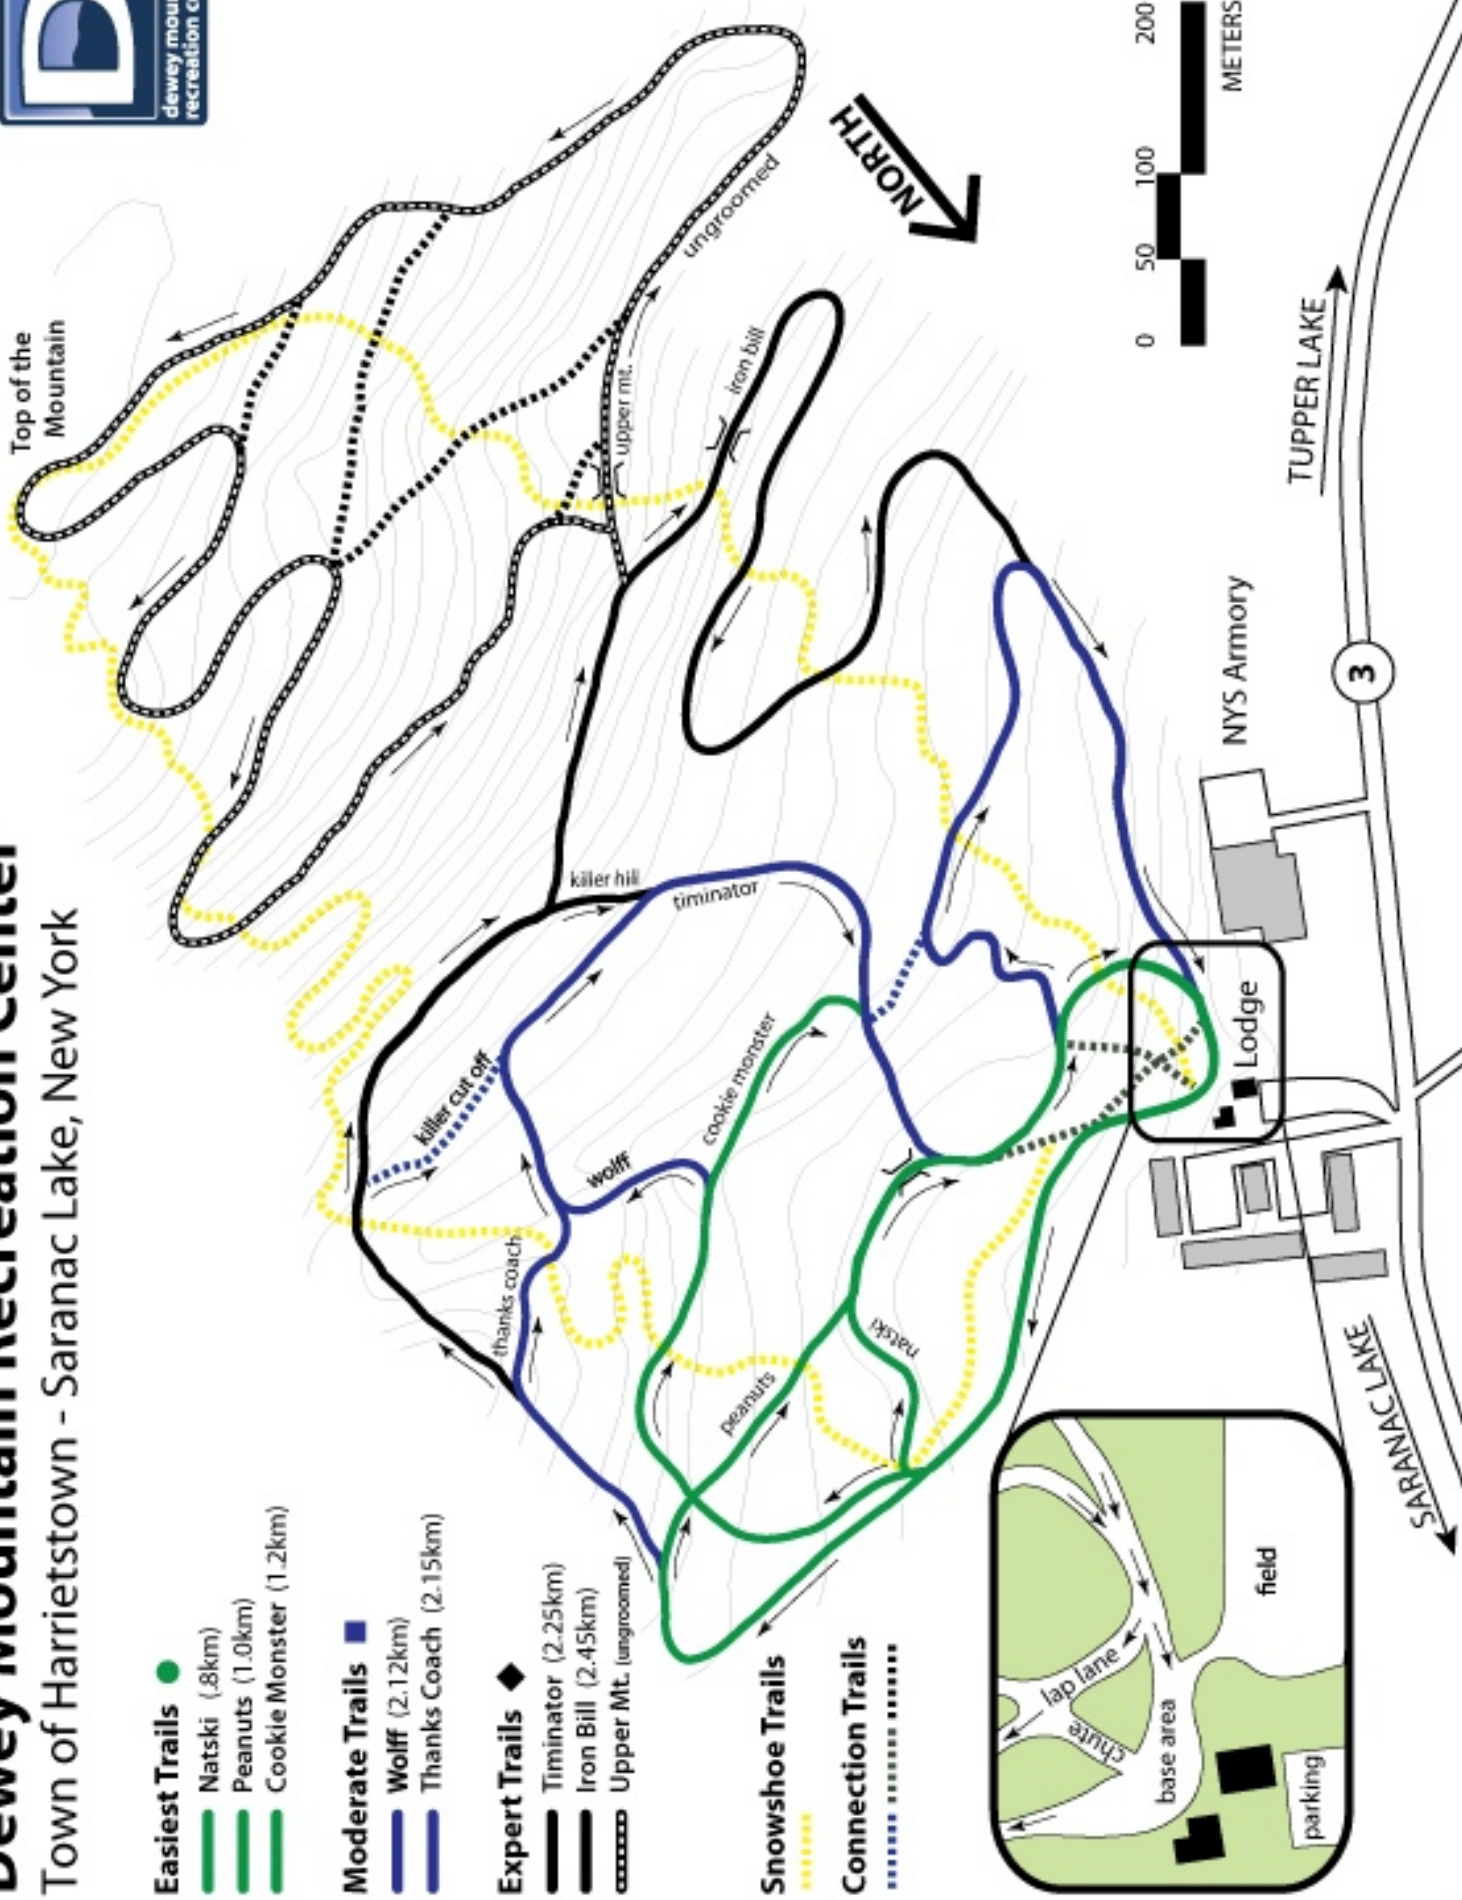 Dewey Mountain Recreation Center
Town of Harrietstown - Saranac Lake, New York
D
dewey mour
recreation ce
Easiest Trails
Natski (.8km)
Peanuts (1.0km)
Cookie Monster (1.2km)
Moderate Trails
Wolff (2.12km)
Thanks Coach (2.15km)
Expert Trails
Timinator (2.25km)
Iron Bill (2.45km)
Upper Mt. (ungroomed)
Snowshoe Trails
Connection Trails
Top of the
Mountain
ungroomed
upper mt.
iron bill
killer hill
timinator
killer cut off
cookie monster
wolff
thanks coach
peanuts
natski
NORTH
0 50 100 200
METERS
TUPPER LAKE
NYS Armory
3
Lodge
SARANAC LAKE
lap lane
chute
base area
field
parking